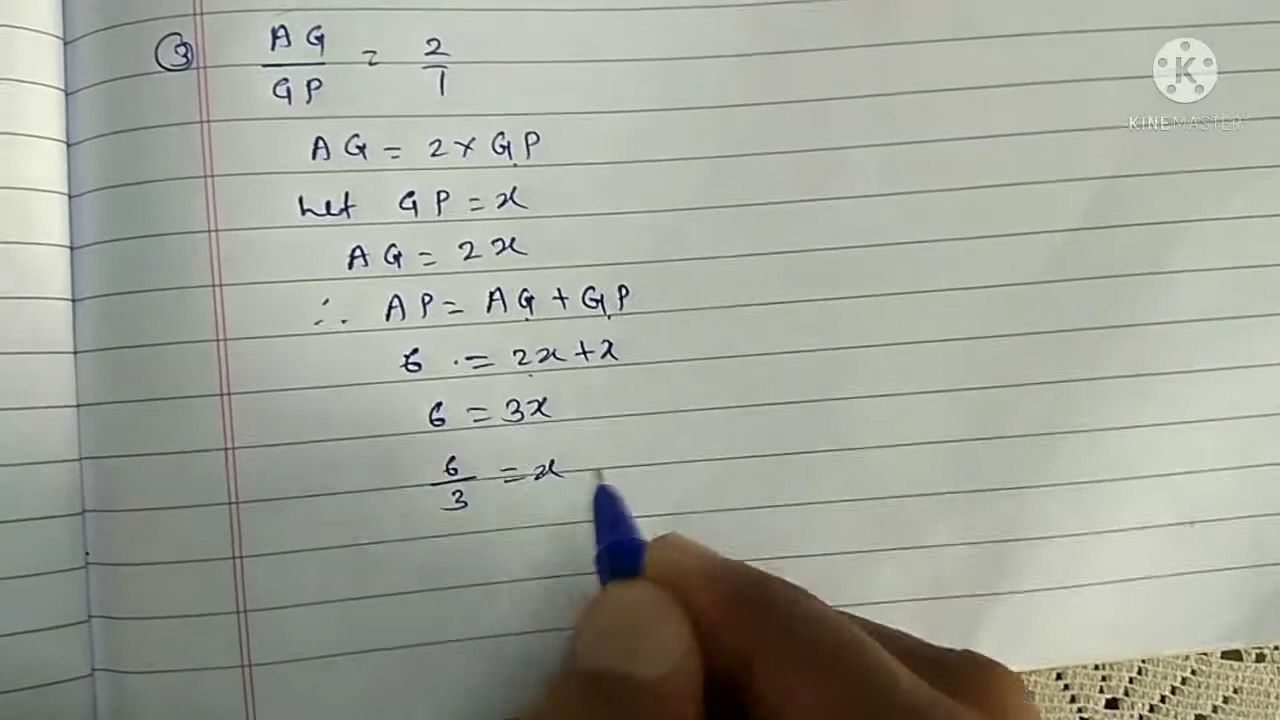 ③ AG/GP = 2/1
K
KINEMASTER
AG = 2 × GP
Let GP = x
AG = 2x
∴ AP = AG + GP
6 = 2x + x
6 = 3x
6/3 = x